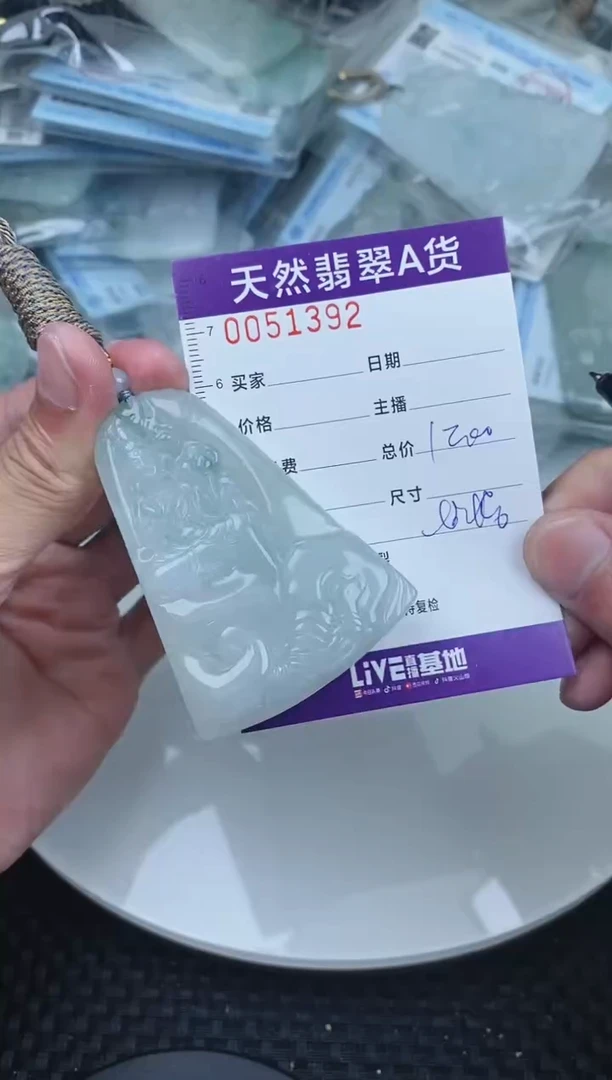 天然翡翠A货
0051392
买家 日期
价格 主播
费 总价 1200
尺寸
待复检
LiVE直播基地